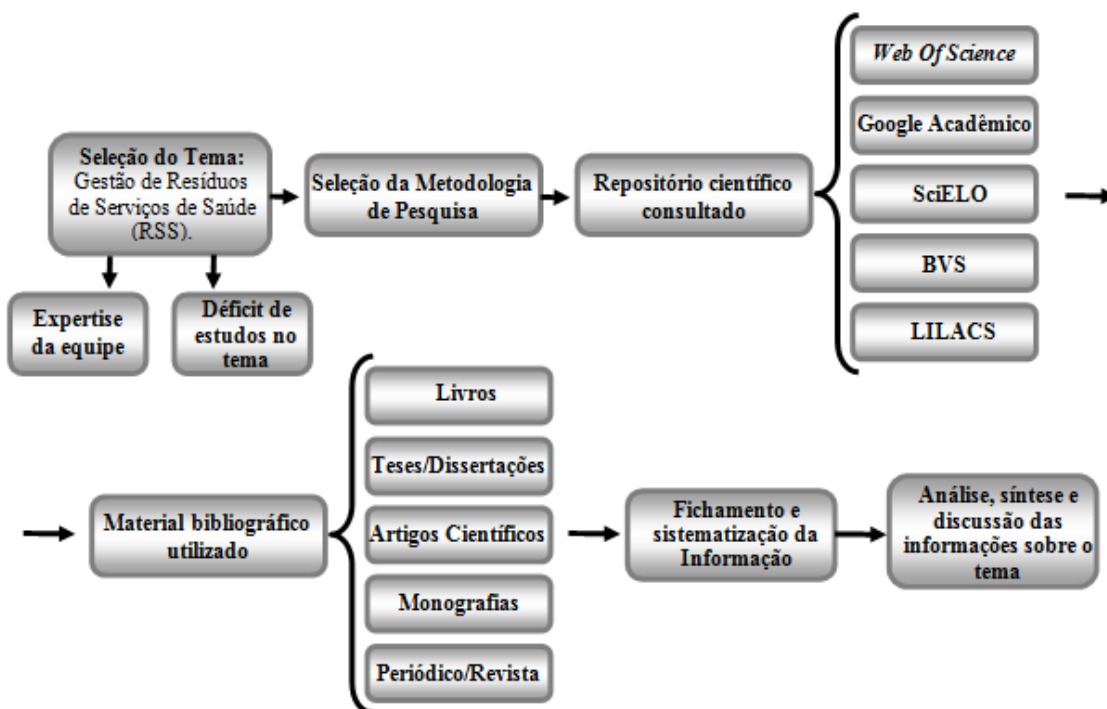 Seleção do Tema:
Gestão de Resíduos
de Serviços de Saúde
(RSS).
Expertise
da equipe
Déficit de
estudos no
tema
Seleção da Metodologia
de Pesquisa
Repositório científico
consultado
Web Of Science
Google Acadêmico
SciELO
BVS
LILACS
Material bibliográfico
utilizado
Livros
Teses/Dissertações
Artigos Científicos
Monografias
Periódico/Revista
Fichamento e
sistematização da
Informação
Análise, síntese e
discussão das
informações sobre o
tema